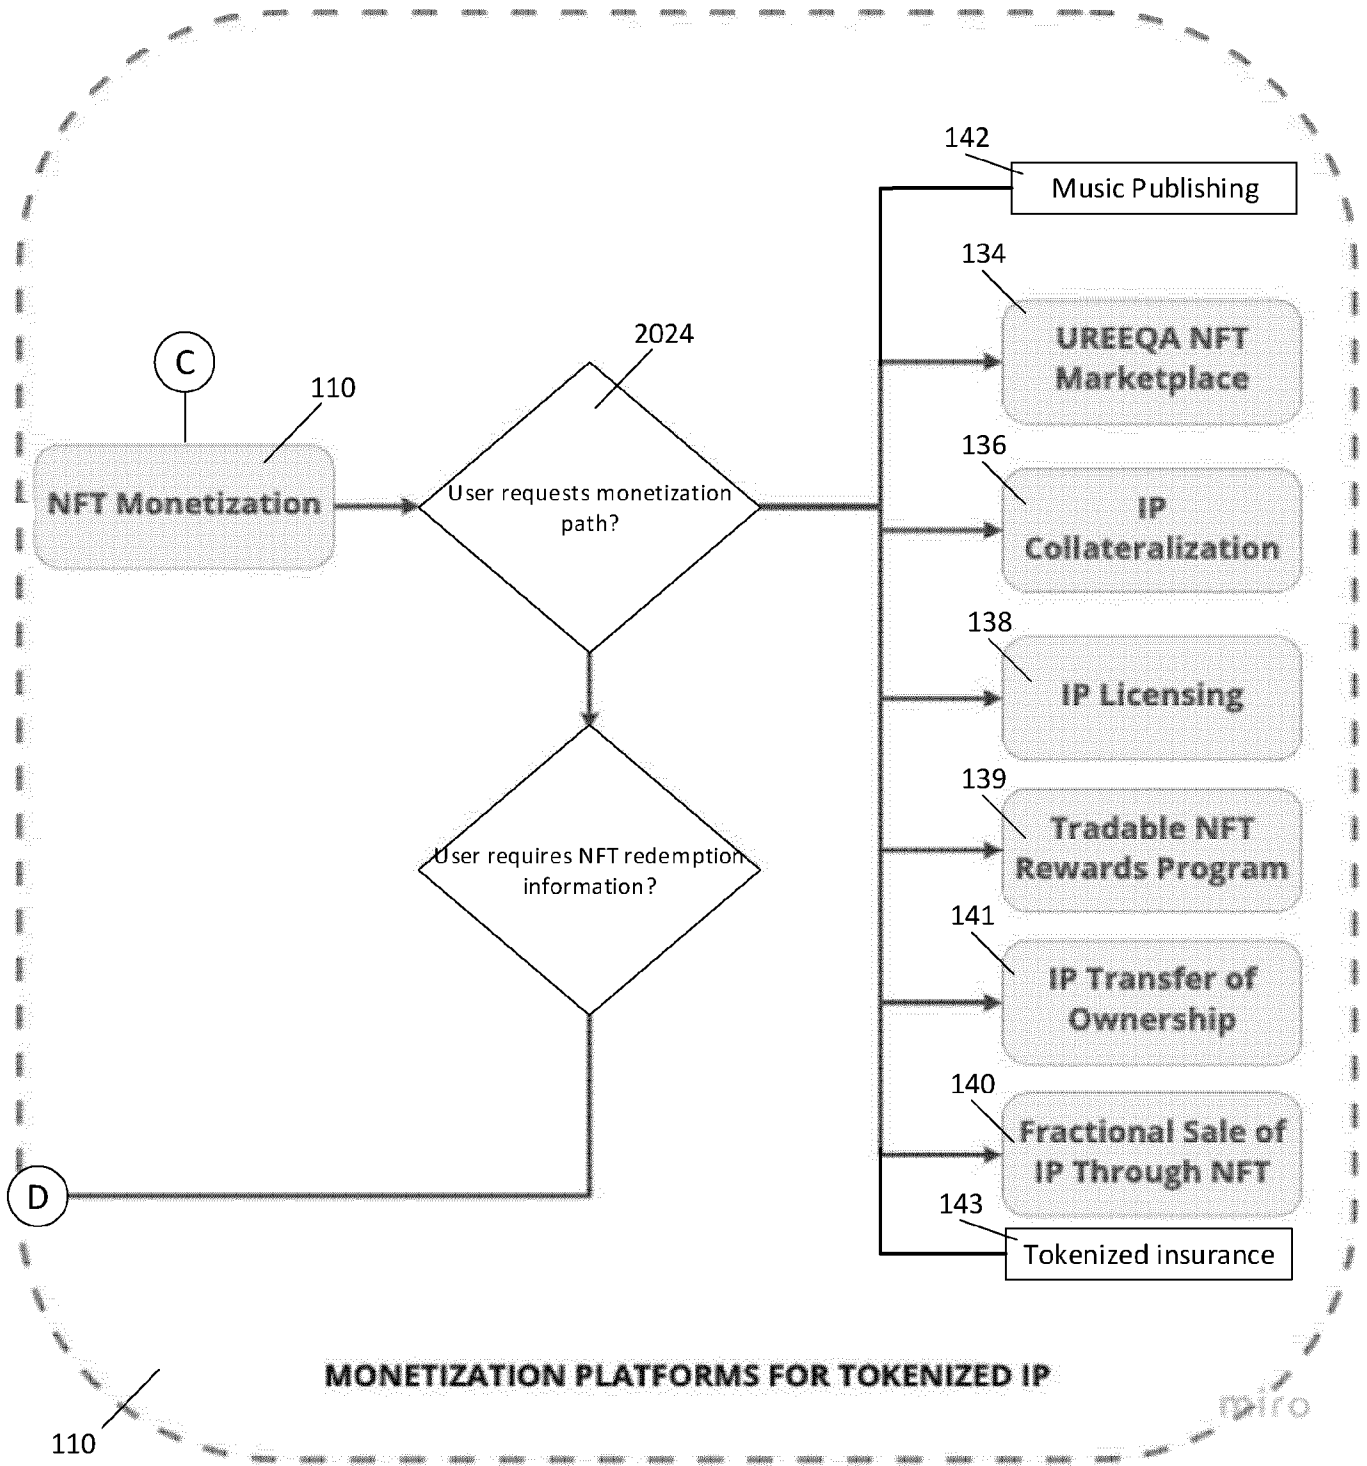 142
Music Publishing
134
UREEQA NFT
Marketplace
C
110
NFT Monetization
2024
User requests monetization
path?
136
IP
Collateralization
138
IP Licensing
139
Tradable NFT
Rewards Program
User requires NFT redemption
information?
141
IP Transfer of
Ownership
140
Fractional Sale of
IP Through NFT
D
143
Tokenized insurance
MONETIZATION PLATFORMS FOR TOKENIZED IP
miro
110